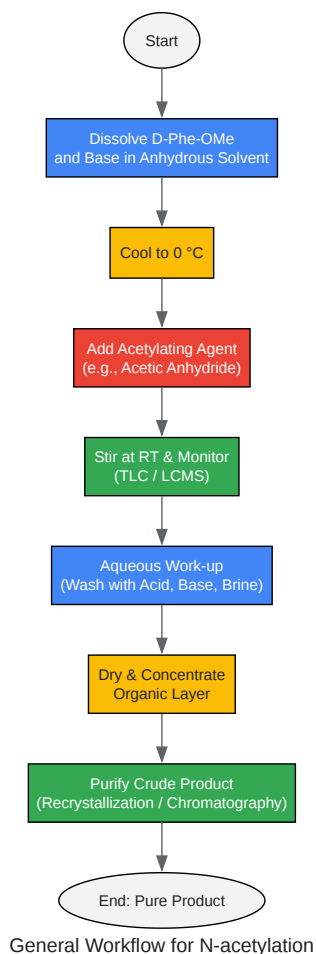 Start
Dissolve D-Phe-OMe
and Base in Anhydrous Solvent
Cool to 0 °C
Add Acetylating Agent
(e.g., Acetic Anhydride)
Stir at RT & Monitor
(TLC / LCMS)
Aqueous Work-up
(Wash with Acid, Base, Brine)
Dry & Concentrate
Organic Layer
Purify Crude Product
(Recrystallization / Chromatography)
End: Pure Product
General Workflow for N-acetylation